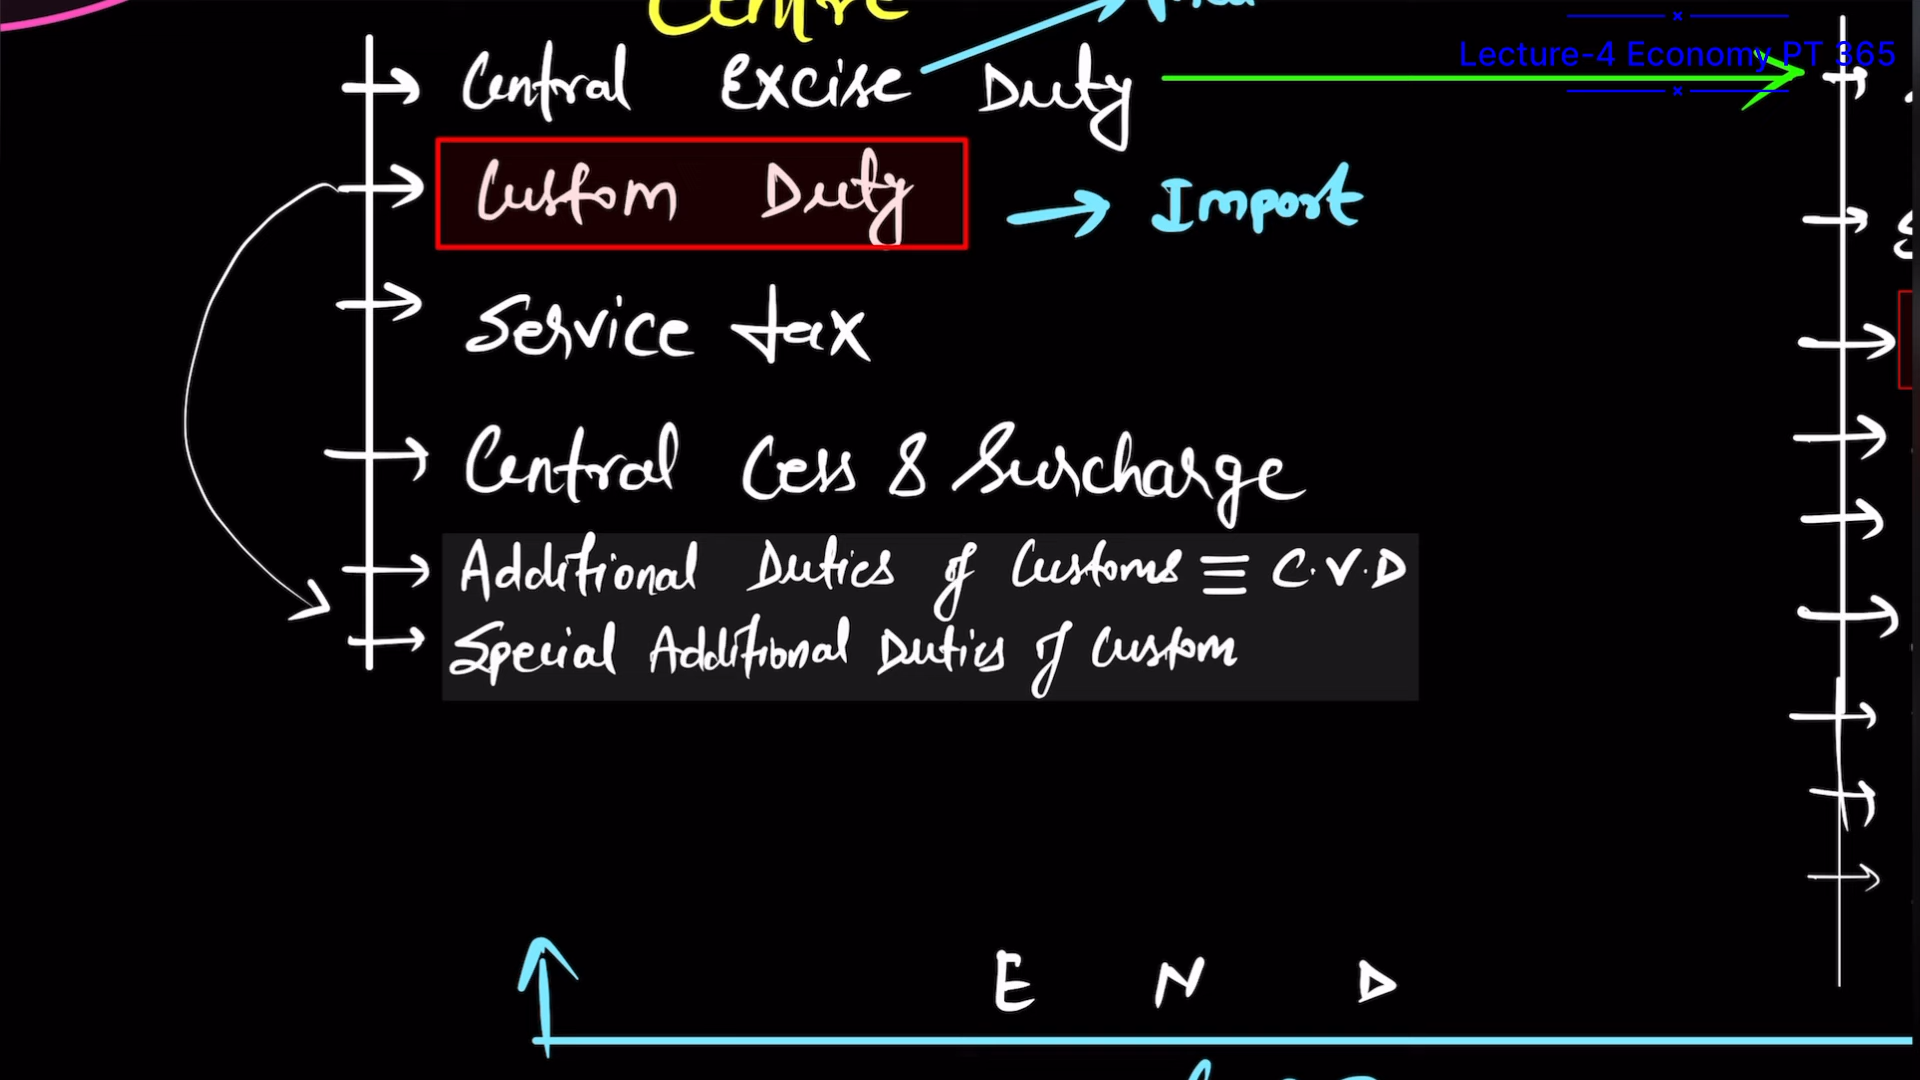 Centre
Lecture-4 Economy PT 365
Central Excise Duty
Custom Duty → Import
Service tax
Central Cess & Surcharge
Additional Duties of Customs ≡ C.V.D
Special Additional Duties of Custom
E N D